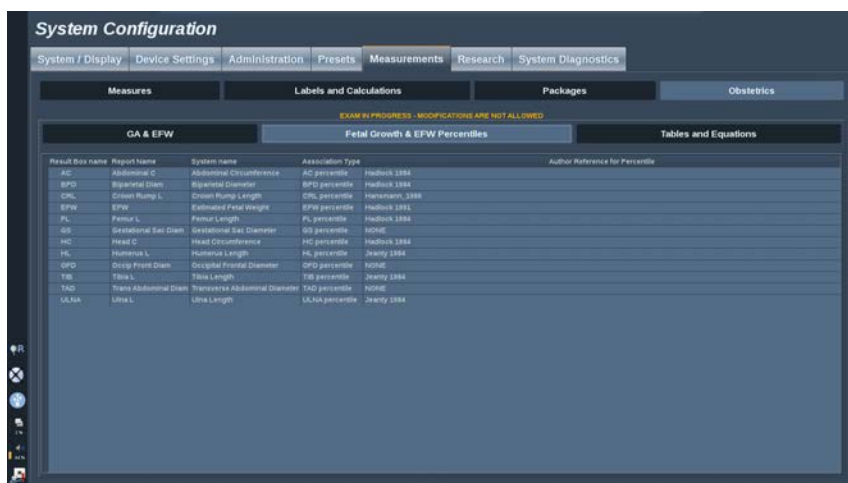 System Configuration
System / Display Device Settings Administration Presets Measurements Research System Diagnostics
Measures Labels and Calculations Packages Obstetrics
EXAM IN PROGRESS - MODIFICATIONS ARE NOT ALLOWED
GA & EFW Fetal Growth & EFW Percentiles Tables and Equations
Result Box name Report Name System name Association Type Author Reference for Percentile
AC Abdominal C Abdominal Circumference AC percentile Hadlock 1984
BPD Biparietal Diam Biparietal Diameter BPD percentile Hadlock 1984
CRL Crown Rump L Crown Rump Length CRL percentile Hansmann_1986
EFW EFW Estimated Fetal Weight EFW percentile Hadlock 1991
FL Femur L Femur Length FL percentile Hadlock 1984
GS Gestational Sac Diam Gestational Sac Diameter GS percentile NONE
HC Head C Head Circumference HC percentile Hadlock 1984
HL Humerus L Humerus Length HL percentile Jeanty 1984
OFD Occip Front Diam Occipital Frontal Diameter OFD percentile NONE
TIB Tibia L Tibia Length TIB percentile Jeanty 1984
TAD Trans Abdominal Diam Transverse Abdominal Diameter TAD percentile NONE
ULNA Ulna L Ulna Length ULNA percentile Jeanty 1984
R